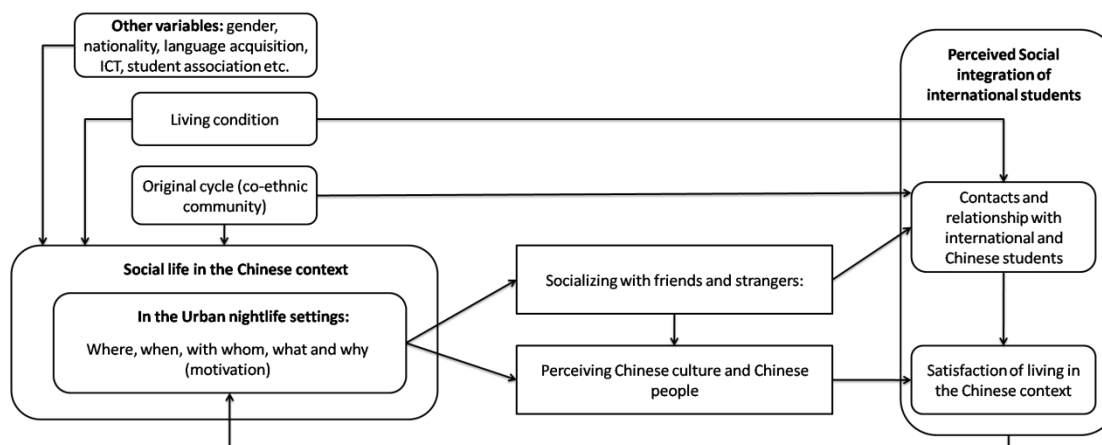 Other variables: gender,
nationality, language acquisition,
ICT, student association etc.
Living condition
Original cycle (co-ethnic
community)
Social life in the Chinese context
In the Urban nightlife settings:
Where, when, with whom, what and why
(motivation)
Socializing with friends and strangers:
Perceiving Chinese culture and Chinese
people
Perceived Social
integration of
international students
Contacts and
relationship with
international and
Chinese students
Satisfaction of living in
the Chinese context